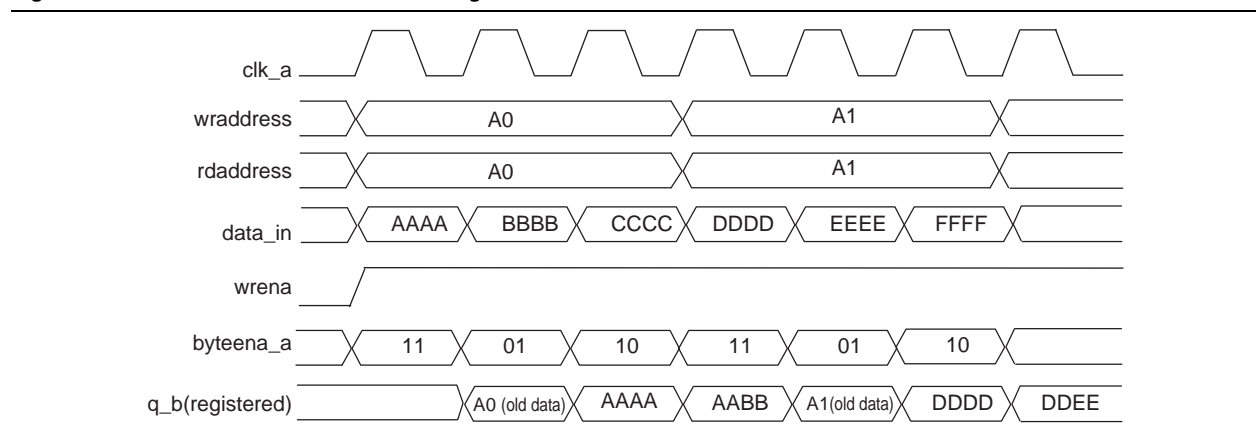 clk_a
wraddress A0 A1
rdaddress A0 A1
data_in AAAA BBBB CCCC DDDD EEEE FFFF
wrena
byteena_a 11 01 10 11 01 10
q_b(registered) A0 (old data) AAAA AABB A1(old data) DDDD DDEE